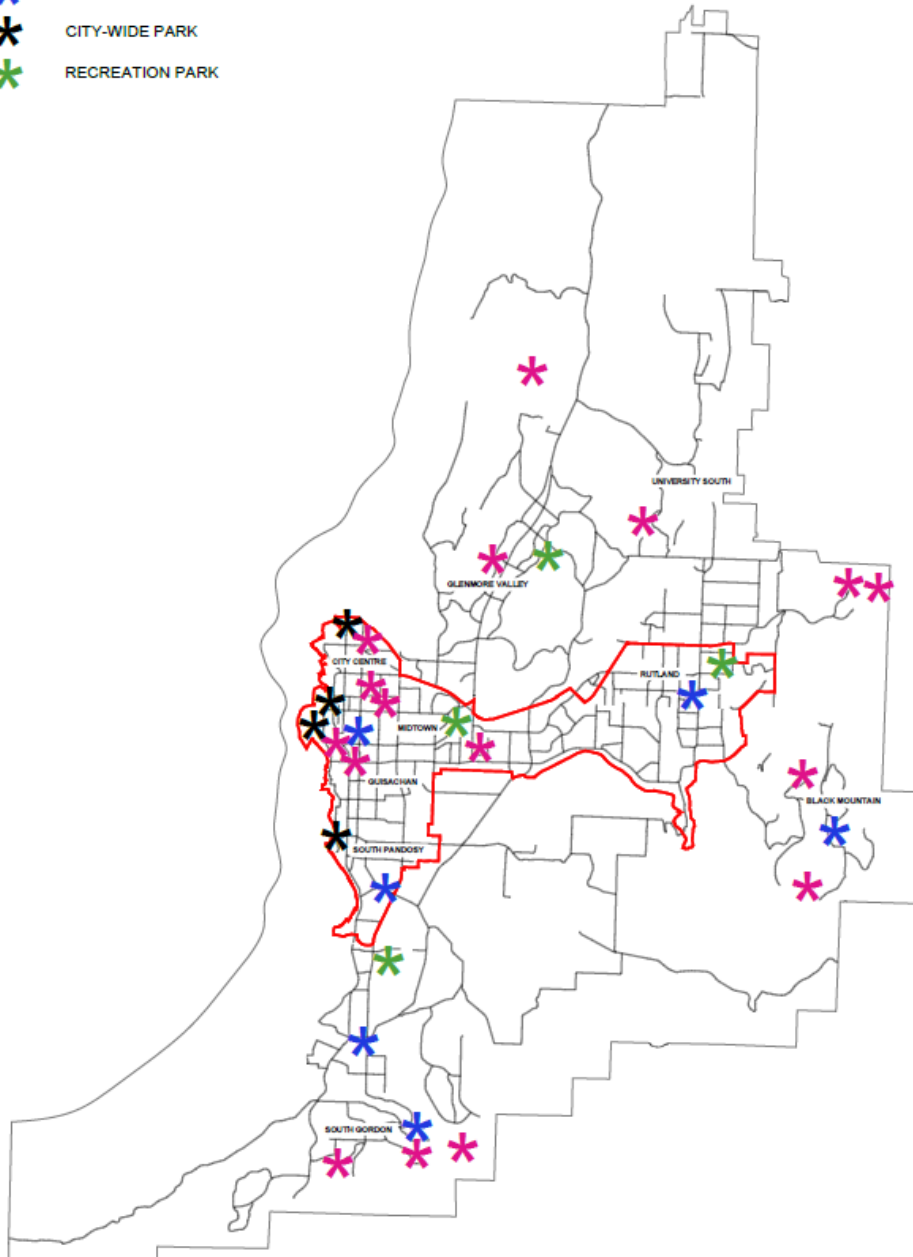 CITY-WIDE PARK
RECREATION PARK
UNIVERSITY SOUTH
GLENMORE VALLEY
CITY CENTRE
RUTLAND
MIDTOWN
GUISACHAN
BLACK MOUNTAIN
SOUTH PANDOSY
SOUTH GORDON